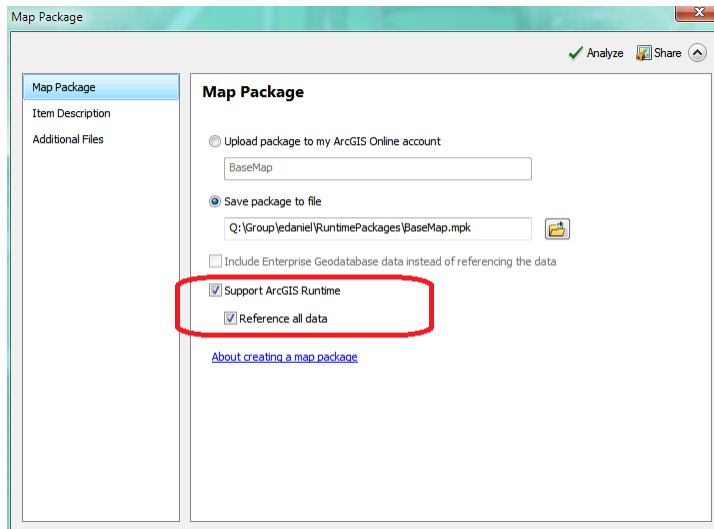 Map Package
Analyze Share
Map Package
Item Description
Additional Files
Map Package
Upload package to my ArcGIS Online account
BaseMap
Save package to file
Q:\Group\edaniel\RuntimePackages\BaseMap.mpk
Include Enterprise Geodatabase data instead of referencing the data
Support ArcGIS Runtime
Reference all data
About creating a map package